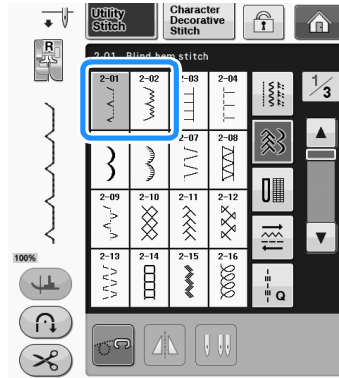 Utility
Stitch
Character
Decorative
Stitch
R
2-01 Blind hem stitch
1/3
2-01 2-02 2-03 2-04
2-07 2-08
2-09 2-10 2-11 2-12
2-13 2-14 2-15 2-16
100%
Q